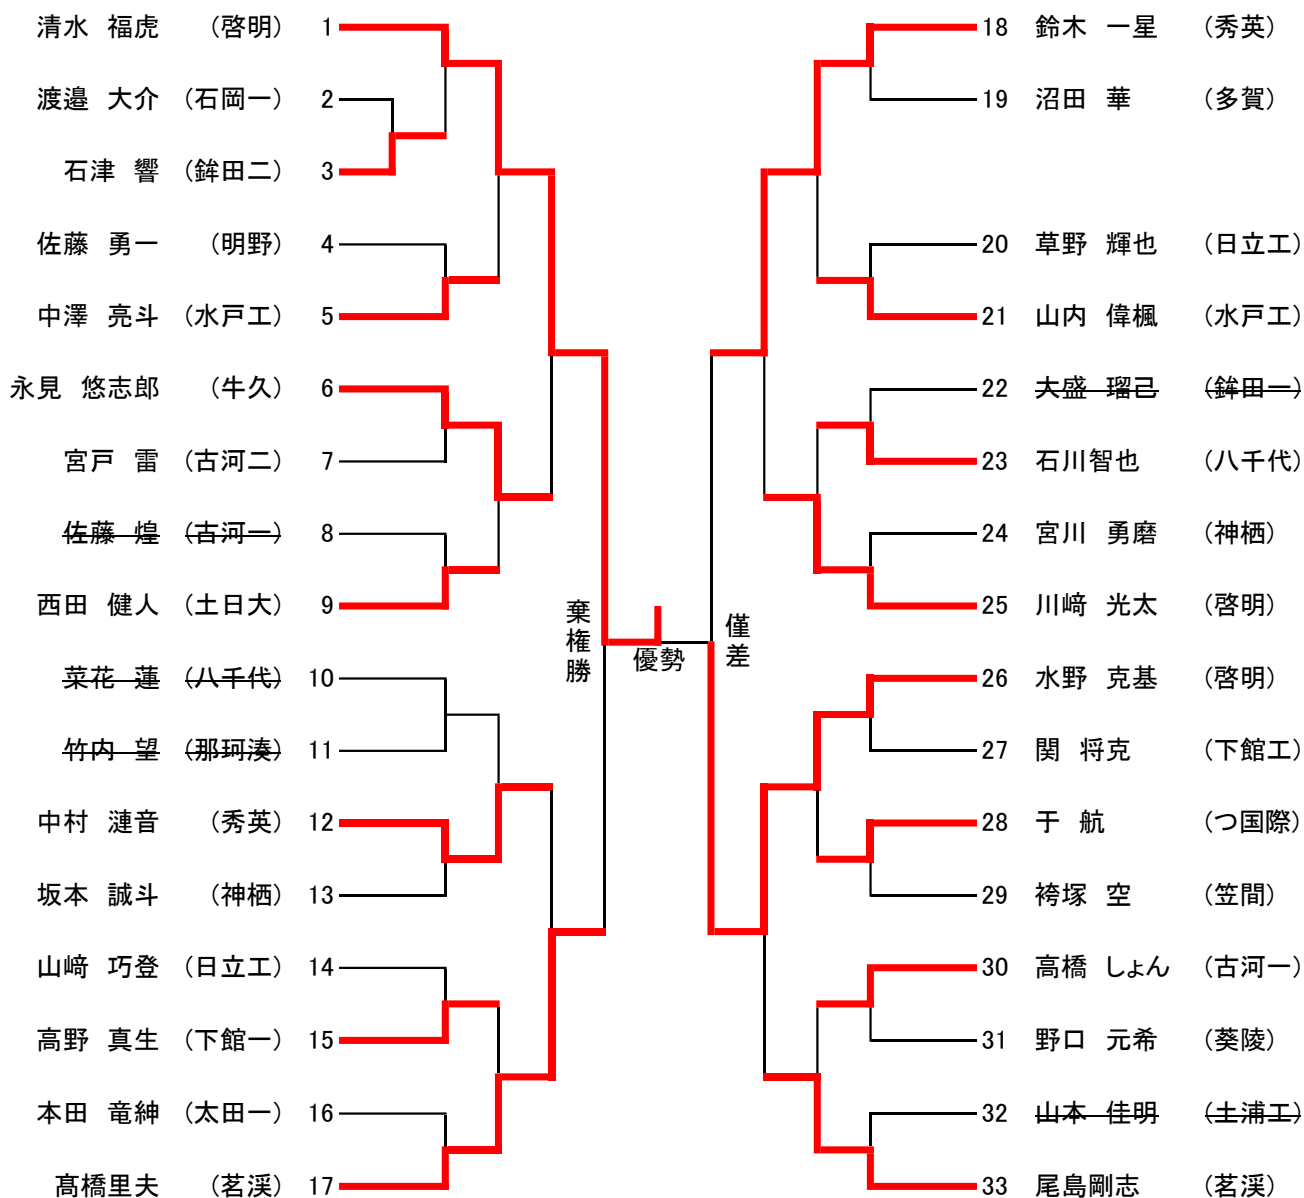 清水 福虎 (啓明) 1
渡邉 大介 (石岡一) 2
石津 響 (鉾田二) 3
佐藤 勇一 (明野) 4
中澤 亮斗 (水戸工) 5
永見 悠志郎 (牛久) 6
宮戸 雷 (古河二) 7
佐藤 煌 (古河一) 8
西田 健人 (土日大) 9
菜花 蓮 (八千代) 10
竹内 望 (那珂湊) 11
中村 漣音 (秀英) 12
坂本 誠斗 (神栖) 13
山﨑 巧登 (日立工) 14
高野 真生 (下館一) 15
本田 竜紳 (太田一) 16
髙橋里夫 (茗渓) 17
棄権勝
優勢
僅差
18 鈴木 一星 (秀英)
19 沼田 華 (多賀)
20 草野 輝也 (日立工)
21 山内 偉楓 (水戸工)
22 大盛 瑠己 (鉾田一)
23 石川智也 (八千代)
24 宮川 勇磨 (神栖)
25 川﨑 光太 (啓明)
26 水野 克基 (啓明)
27 関 将克 (下館工)
28 于 航 (つ国際)
29 袴塚 空 (笠間)
30 高橋 しょん (古河一)
31 野口 元希 (葵陵)
32 山本 佳明 (土浦工)
33 尾島剛志 (茗渓)